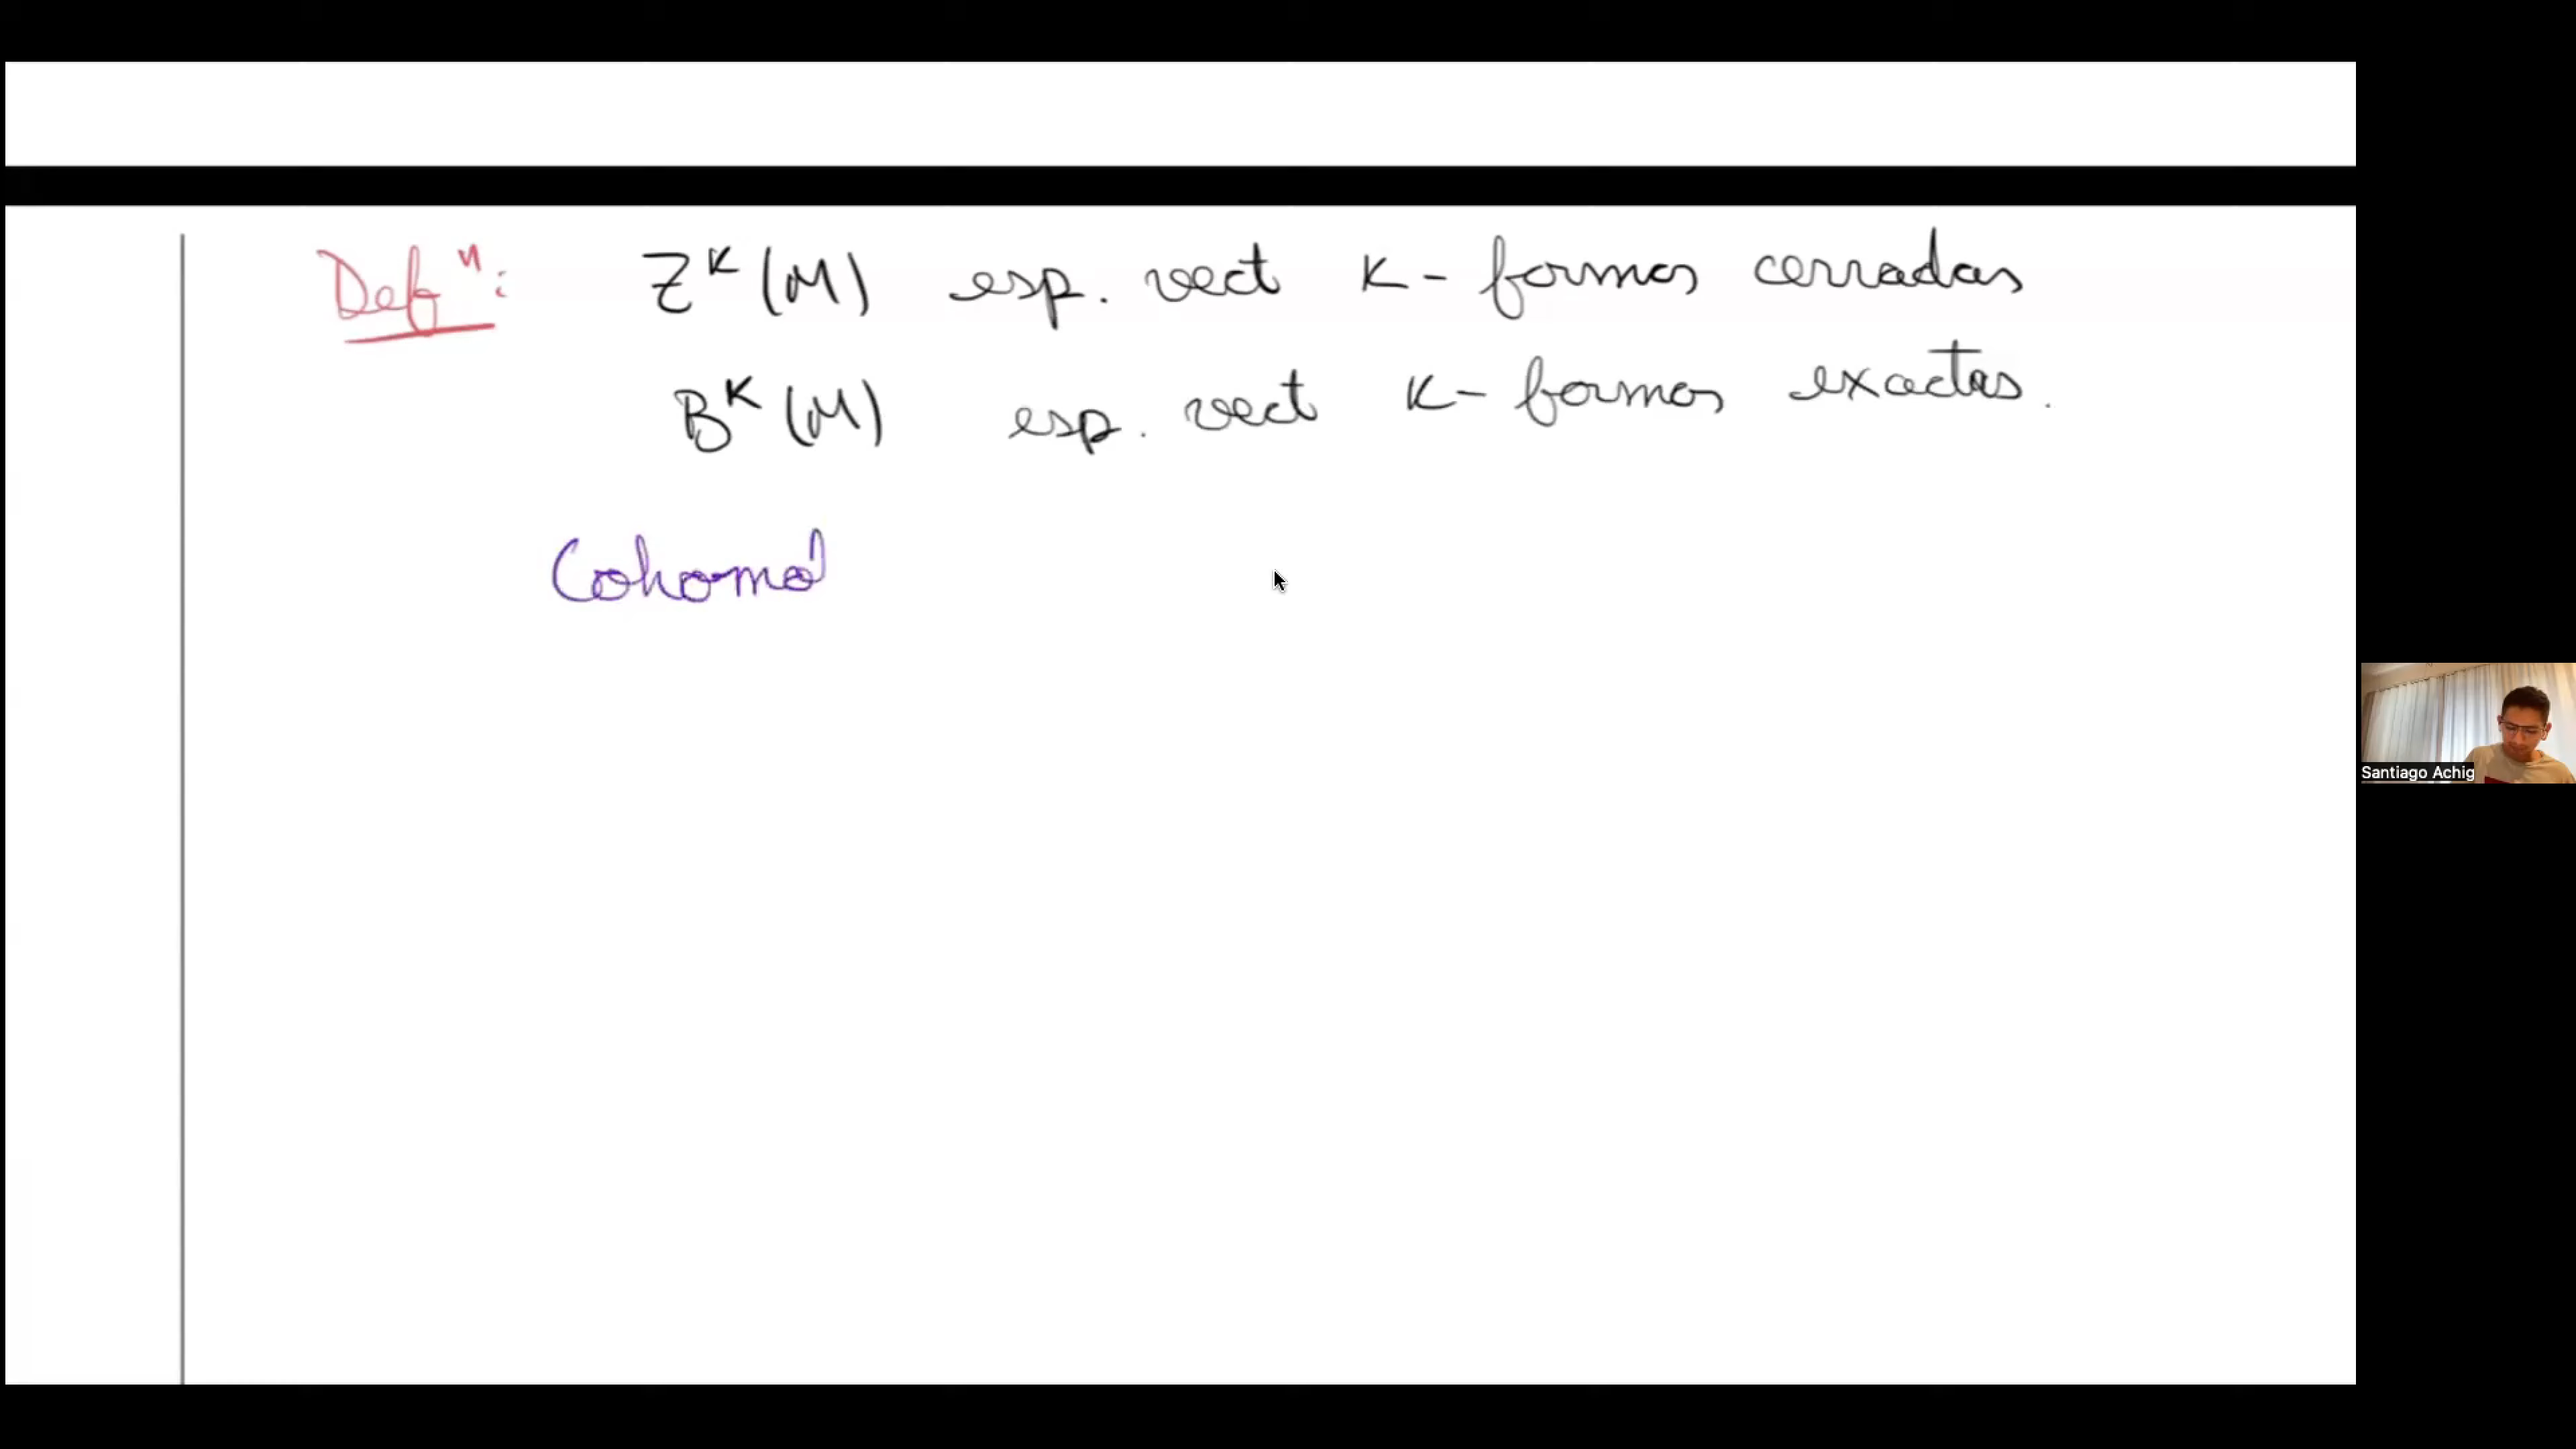 Defⁿ: Zᴷ(M) esp. vect K-formas cerradas
Bᴷ(M) esp. vect K-formas exactas.
Cohomol
Santiago Achig